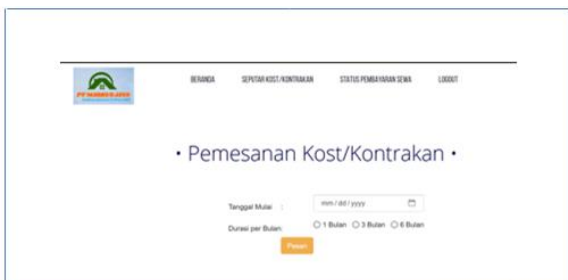 BERANDA SEPUTAR KOST/KONTRAKAN STATUS PEMBAYARAN SEWA LOGOUT
• Pemesanan Kost/Kontrakan •
Tanggal Mulai : mm/dd/yyyy
Durasi per Bulan: 1 Bulan 3 Bulan 6 Bulan
Pesan